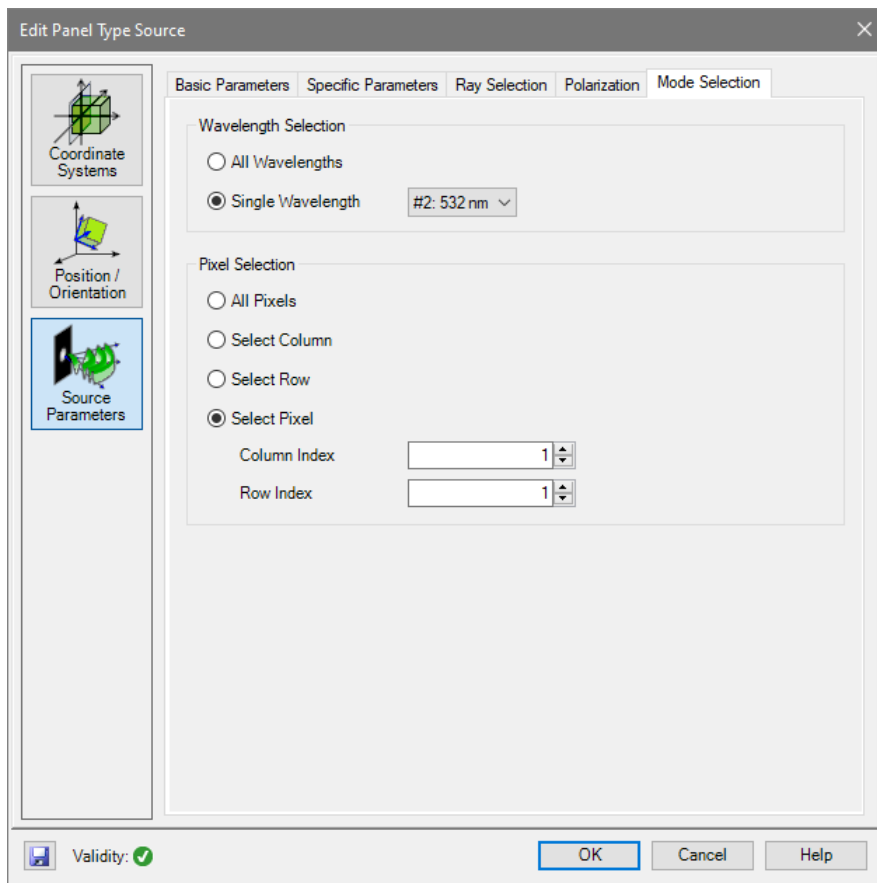 Edit Panel Type Source
Coordinate
Systems
Position /
Orientation
Source
Parameters
Basic Parameters
Specific Parameters
Ray Selection
Polarization
Mode Selection
Wavelength Selection
All Wavelengths
Single Wavelength
#2: 532 nm
Pixel Selection
All Pixels
Select Column
Select Row
Select Pixel
Column Index
1
Row Index
1
Validity:
OK
Cancel
Help